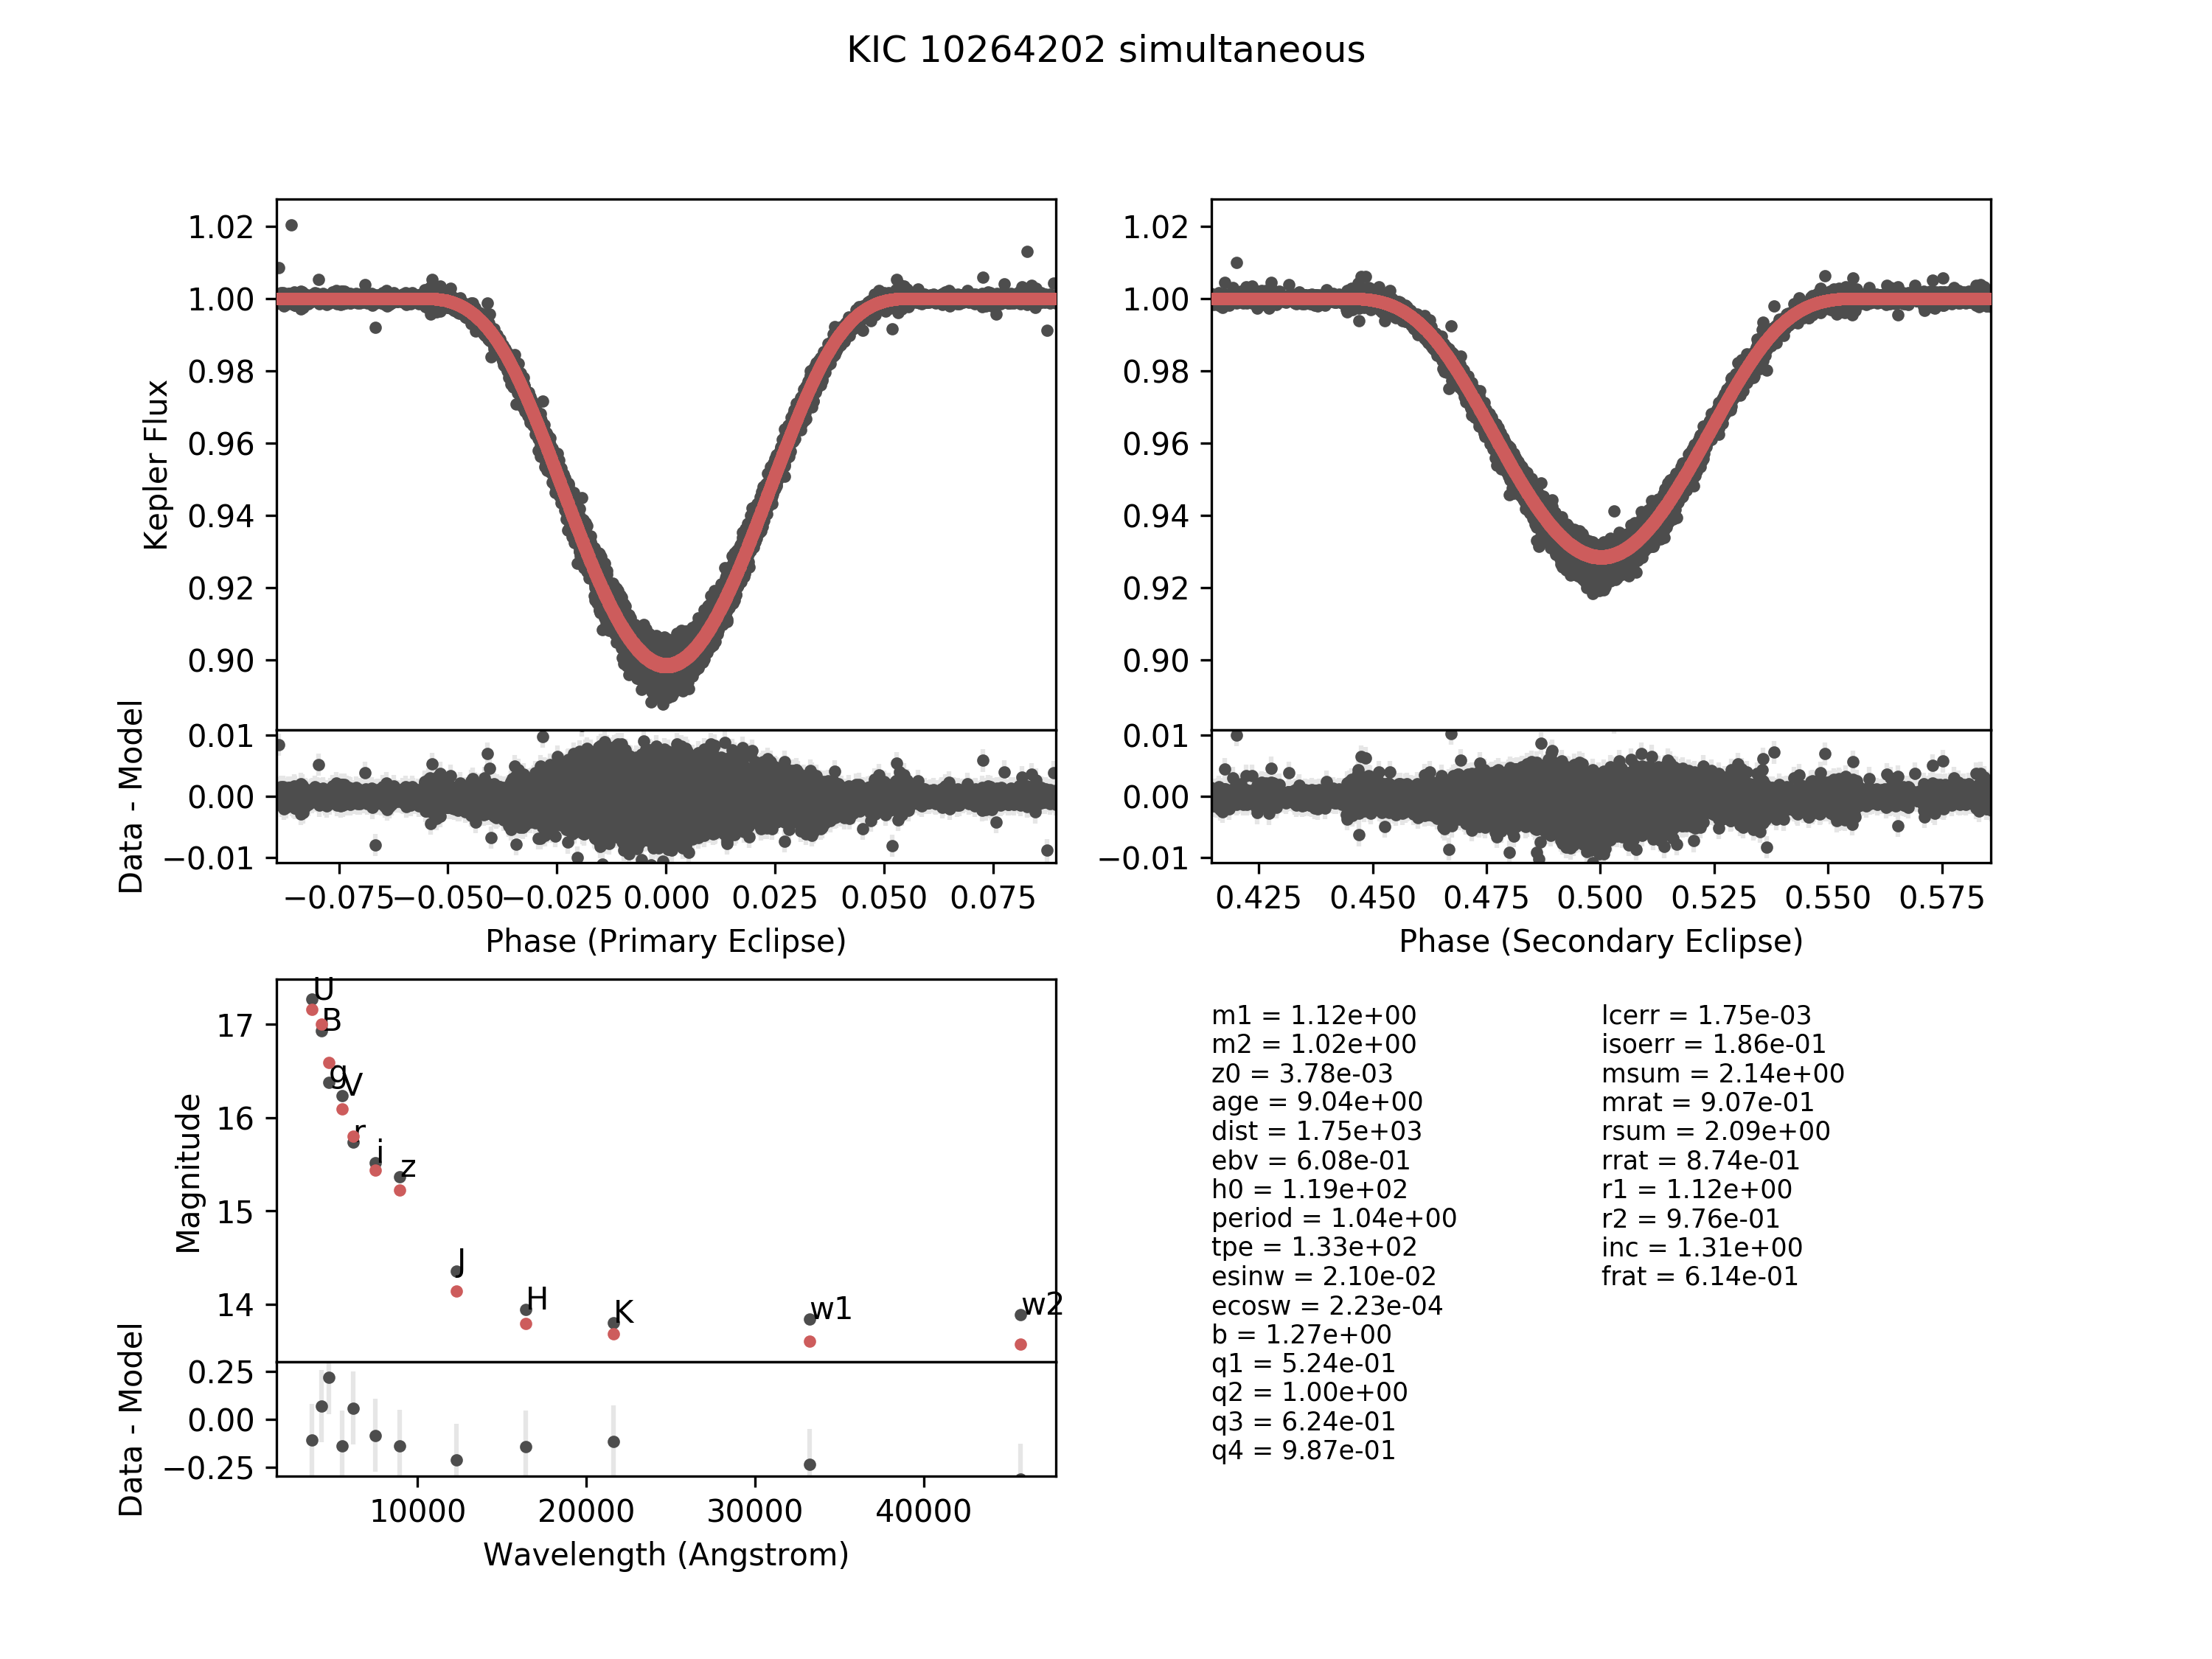 KIC 10264202 simultaneous
1.02
1.00
0.98
0.96
0.94
0.92
0.90
Kepler Flux
0.01
0.00
−0.01
Data - Model
−0.075 −0.050 −0.025 0.000 0.025 0.050 0.075
Phase (Primary Eclipse)
1.02
1.00
0.98
0.96
0.94
0.92
0.90
0.01
0.00
−0.01
0.425 0.450 0.475 0.500 0.525 0.550 0.575
Phase (Secondary Eclipse)
17
16
15
14
Magnitude
U
B
g
V
r
i
z
J
H
K
w1
w2
0.25
0.00
−0.25
Data - Model
10000 20000 30000 40000
Wavelength (Angstrom)
m1 = 1.12e+00
m2 = 1.02e+00
z0 = 3.78e-03
age = 9.04e+00
dist = 1.75e+03
ebv = 6.08e-01
h0 = 1.19e+02
period = 1.04e+00
tpe = 1.33e+02
esinw = 2.10e-02
ecosw = 2.23e-04
b = 1.27e+00
q1 = 5.24e-01
q2 = 1.00e+00
q3 = 6.24e-01
q4 = 9.87e-01
lcerr = 1.75e-03
isoerr = 1.86e-01
msum = 2.14e+00
mrat = 9.07e-01
rsum = 2.09e+00
rrat = 8.74e-01
r1 = 1.12e+00
r2 = 9.76e-01
inc = 1.31e+00
frat = 6.14e-01